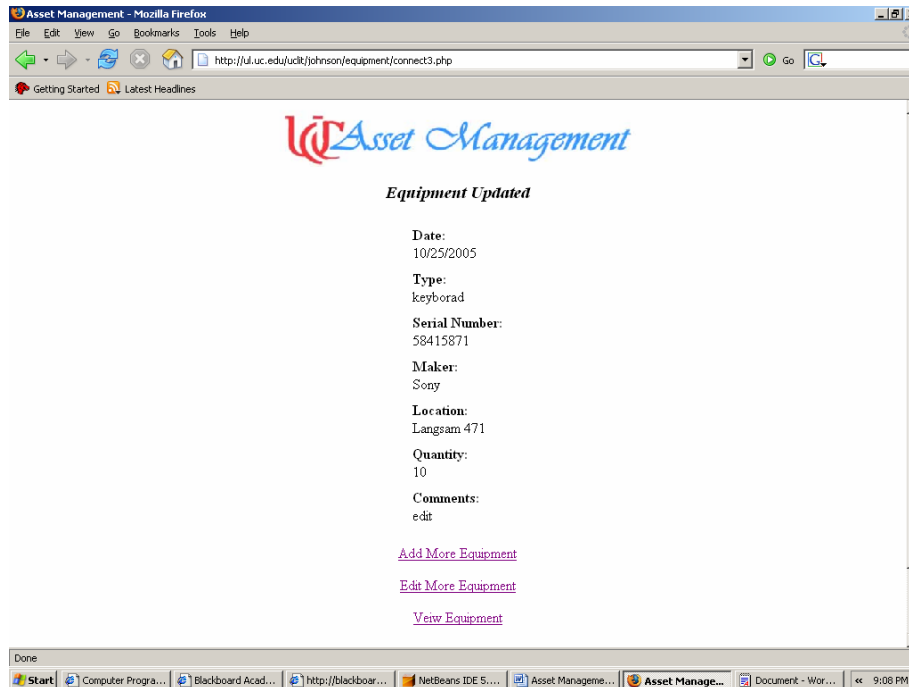 Asset Management - Mozilla Firefox
File Edit View Go Bookmarks Tools Help
http://ul.uc.edu/uclit/johnson/equipment/connect3.php Go
Getting Started Latest Headlines
Asset Management
Equipment Updated
Date:
10/25/2005
Type:
keyborad
Serial Number:
58415871
Maker:
Sony
Location:
Langsam 471
Quantity:
10
Comments:
edit
Add More Equipment
Edit More Equipment
Veiw Equipment
Done
Start Computer Progra... Blackboard Acad... http://blackboar... NetBeans IDE 5.... Asset Manageme... Asset Manage... Document - Wor... « 9:08 PM